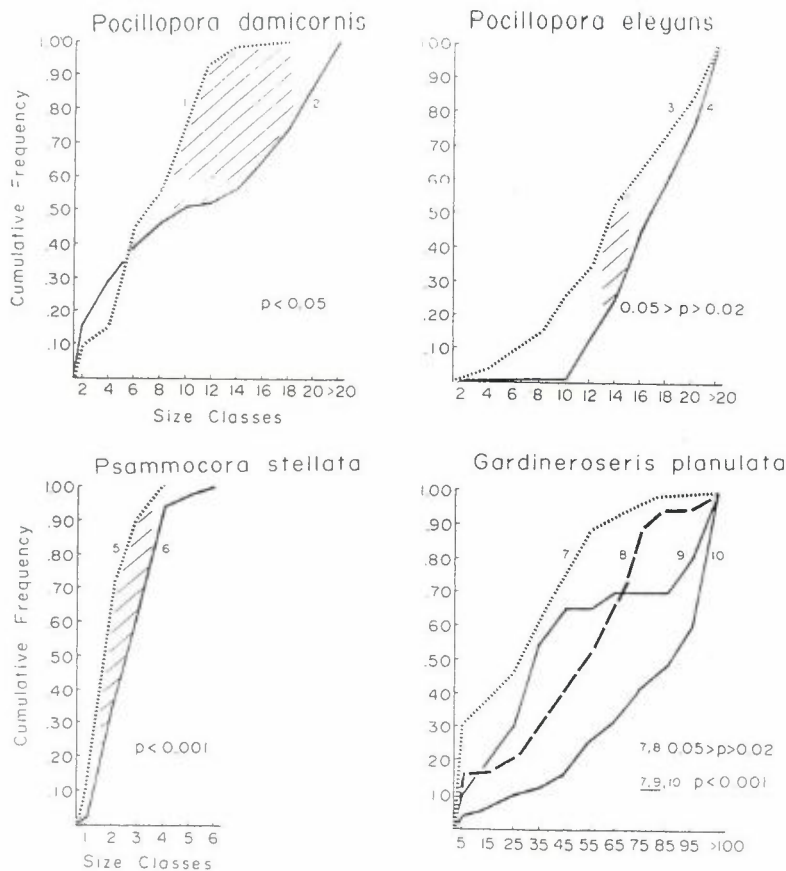 Pocillopora damicornis
Pocillopora elegans
1.00
.90
.80
.70
.60
.50
.40
.30
.20
.10
Cumulative Frequency
1
2
p<0.05
2 4 6 8 10 12 14 16 18 20 >20
Size Classes
1.00
.90
.80
.70
.60
.50
.40
.30
.20
.10
3
4
0.05>p>0.02
2 4 6 8 10 12 14 16 18 20 >20
Psammocora stellata
Gardineroseris planulata
1.00
.90
.80
.70
.60
.50
.40
.30
.20
.10
Cumulative Frequency
5
6
p<0.001
1 2 3 4 5 6
Size Classes
1.00
.90
.80
.70
.60
.50
.40
.30
.20
.10
7
8
9
10
7,8 0.05>p>0.02
7,9,10 p<0.001
5 15 25 35 45 55 65 75 85 95 >100